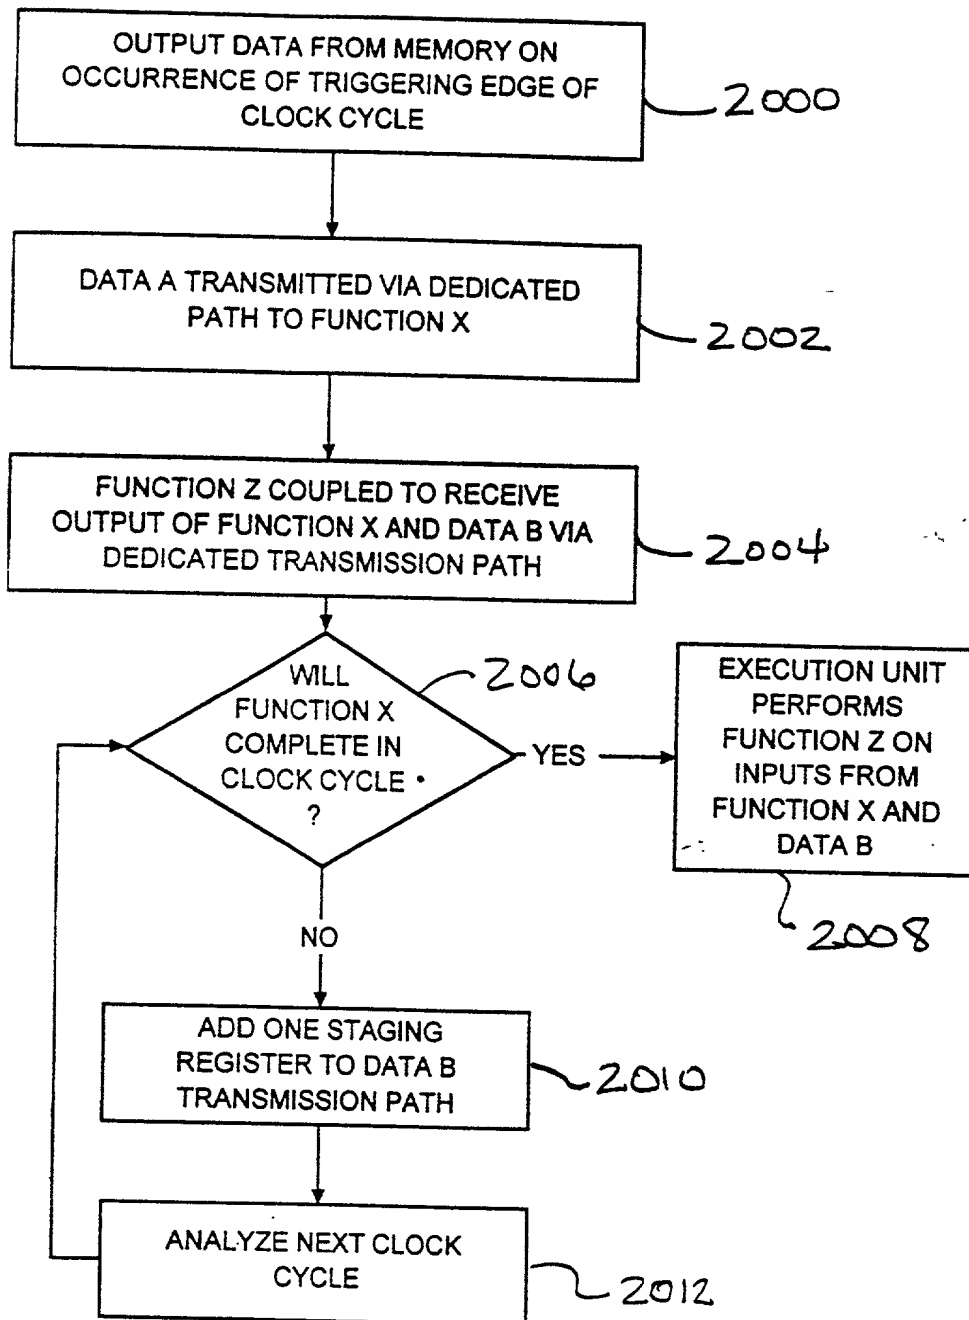 OUTPUT DATA FROM MEMORY ON
OCCURRENCE OF TRIGGERING EDGE OF
CLOCK CYCLE
2000
DATA A TRANSMITTED VIA DEDICATED
PATH TO FUNCTION X
2002
FUNCTION Z COUPLED TO RECEIVE
OUTPUT OF FUNCTION X AND DATA B VIA
DEDICATED TRANSMISSION PATH
2004
WILL
FUNCTION X
COMPLETE IN
CLOCK CYCLE
?
2006
YES
EXECUTION UNIT
PERFORMS
FUNCTION Z ON
INPUTS FROM
FUNCTION X AND
DATA B
2008
NO
ADD ONE STAGING
REGISTER TO DATA B
TRANSMISSION PATH
2010
ANALYZE NEXT CLOCK
CYCLE
2012